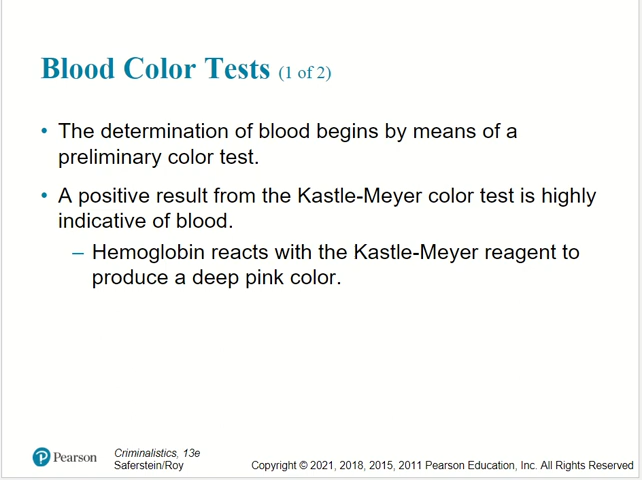 Blood Color Tests (1 of 2)
• The determination of blood begins by means of a
preliminary color test.
• A positive result from the Kastle-Meyer color test is highly
indicative of blood.
– Hemoglobin reacts with the Kastle-Meyer reagent to
produce a deep pink color.
Pearson
Criminalistics, 13e
Saferstein/Roy
Copyright © 2021, 2018, 2015, 2011 Pearson Education, Inc. All Rights Reserved